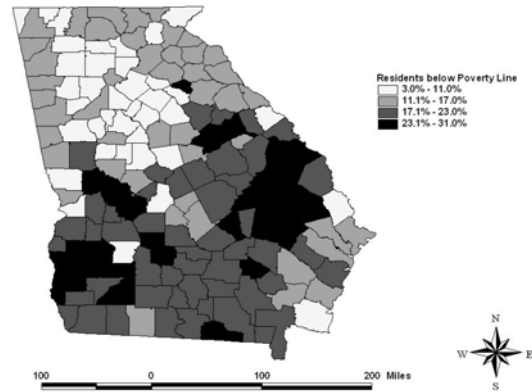 Residents below Poverty Line
3.0% - 11.0%
11.1% - 17.0%
17.1% - 23.0%
23.1% - 31.0%
N
W E
S
100 0 100 200 Miles